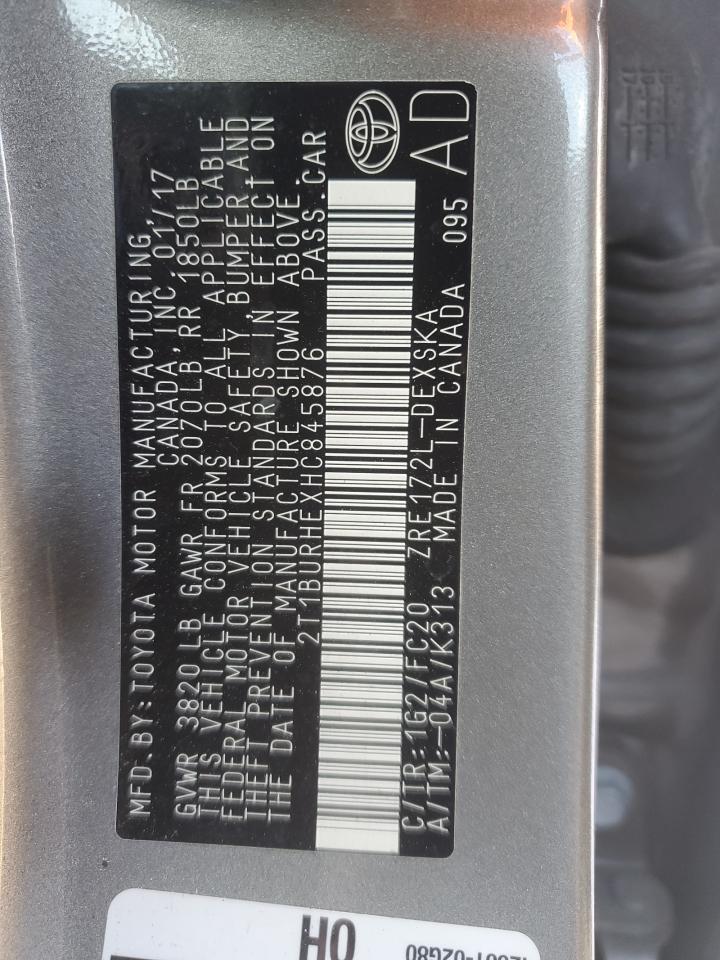 MFD.BY:TOYOTA MOTOR MANUFACTURING,
CANADA, INC. 01/17
GVWR 3820 LB GAWR FR 2070LB RR 1850LB
THIS VEHICLE CONFORMS TO ALL APPLICABLE
FEDERAL MOTOR VEHICLE SAFETY, BUMPER, AND
THEFT PREVENTION STANDARDS IN EFFECT ON
THE DATE OF MANUFACTURE SHOWN ABOVE.
2T1BURHEXHC845876 PASS. CAR
C/TR:1G2/FC20 ZRE172L-DEXSKA
A/TM:-04A/K313 MADE IN CANADA 095 AD
OH